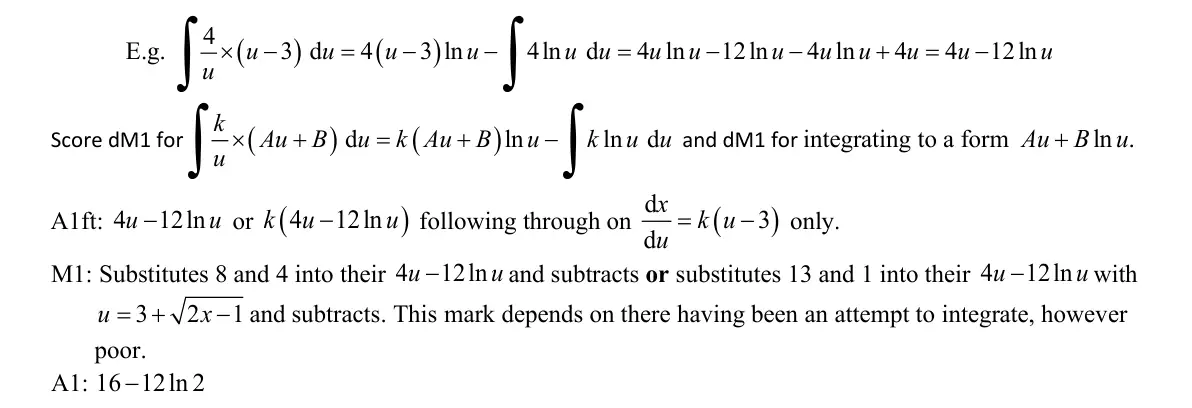 E.g. ∫ 4/u × (u − 3) du = 4(u − 3) ln u − ∫ 4 ln u du = 4u ln u − 12 ln u − 4u ln u + 4u = 4u − 12 ln u
Score dM1 for ∫ k/u × (Au + B) du = k(Au + B) ln u − ∫ k ln u du and dM1 for integrating to a form Au + B ln u.
A1ft: 4u − 12 ln u or k(4u − 12 ln u) following through on dx/du = k(u − 3) only.
M1: Substitutes 8 and 4 into their 4u − 12 ln u and subtracts or substitutes 13 and 1 into their 4u − 12 ln u with
u = 3 + √(2x − 1) and subtracts. This mark depends on there having been an attempt to integrate, however
poor.
A1: 16 − 12 ln 2